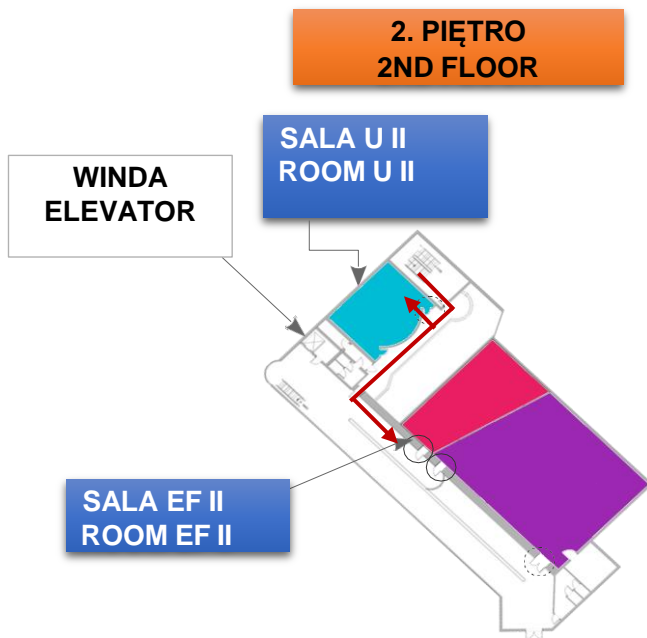 2. PIĘTRO
2ND FLOOR
SALA U II
ROOM U II
WINDA
ELEVATOR
SALA EF II
ROOM EF II